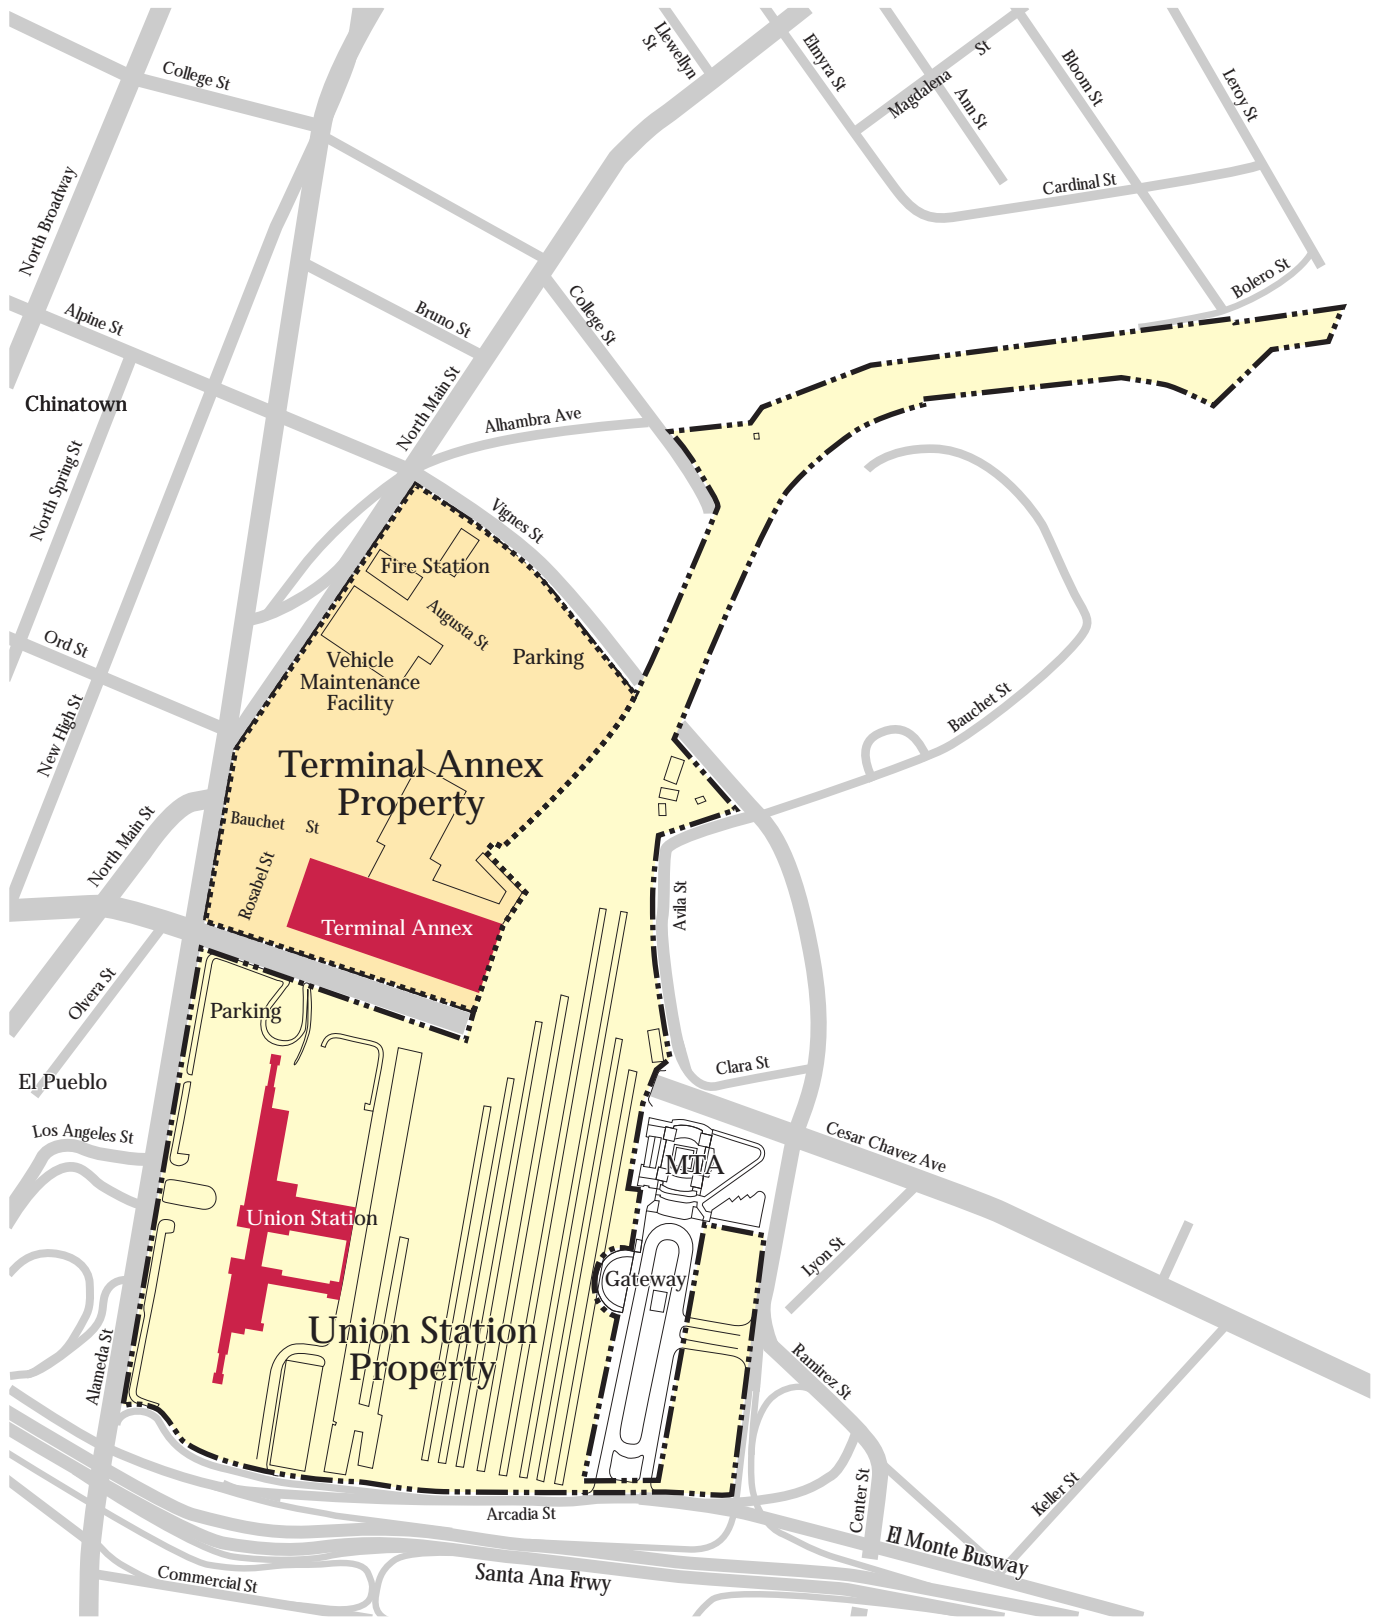 Llewellyn
St
Elmyra St
Magdalena
St
Ann St
Bloom St
Leroy St
College St
Cardinal St
North Broadway
Bolero St
Alpine St
Bruno St
College St
Chinatown
North Main St
Alhambra Ave
North Spring St
Vignes St
Fire Station
Augusta St
Ord St
Parking
Vehicle
Maintenance
Facility
New High St
Bauchet St
Terminal Annex
Property
Bauchet St
North Main St
Rosabel St
Avila St
Terminal Annex
Olvera St
Parking
El Pueblo
Clara St
Los Angeles St
Cesar Chavez Ave
MTA
Union Station
Lyon St
Gateway
Union Station
Property
Alameda St
Ramirez St
Center St
Keller St
Arcadia St
El Monte Busway
Commercial St
Santa Ana Frwy